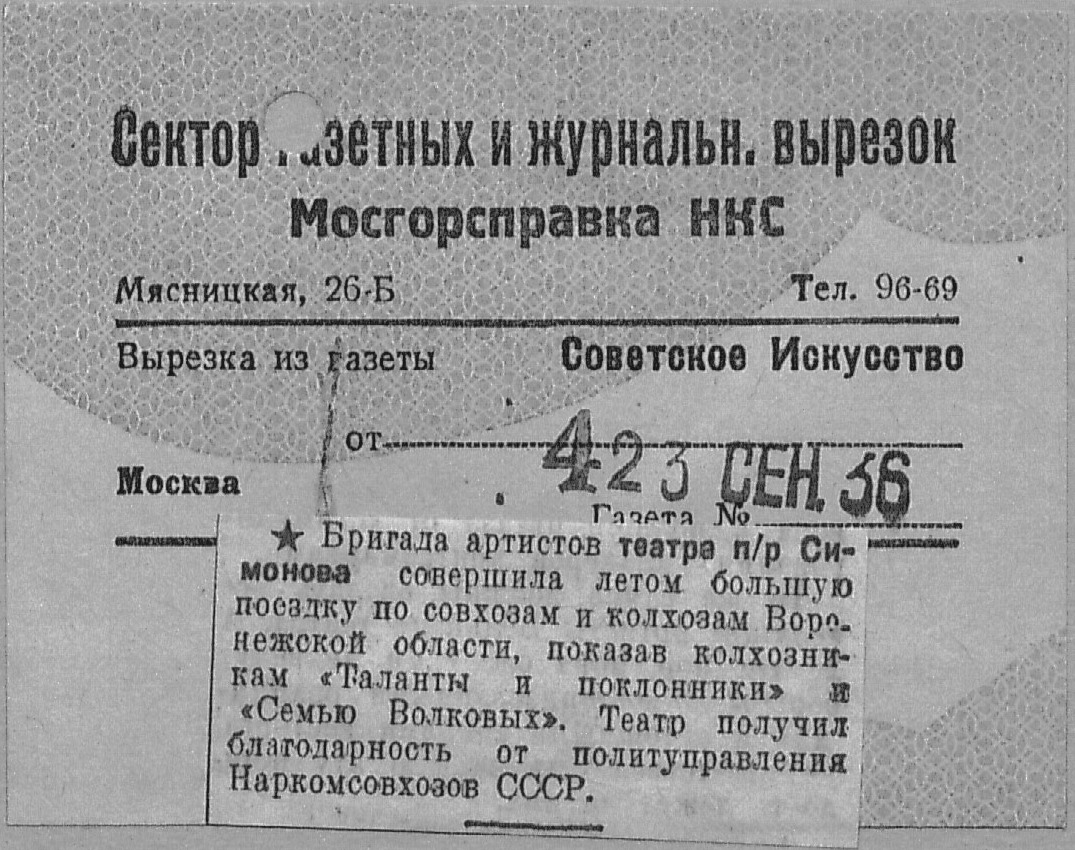 Сектор газетных и журнальн. вырезок
Мосгорсправка НКС
Мясницкая, 26-Б Тел. 96-69
Вырезка из газеты Советское Искусство
от 4 23 СЕН. 36
Москва
Газета №
★ Бригада артистов театра п/р Си-
монова совершила летом большую
поездку по совхозам и колхозам Воро-
нежской области, показав колхозни-
кам «Таланты и поклонники» и
«Семью Волковых». Театр получил
благодарность от политуправления
Наркомсовхозов СССР.